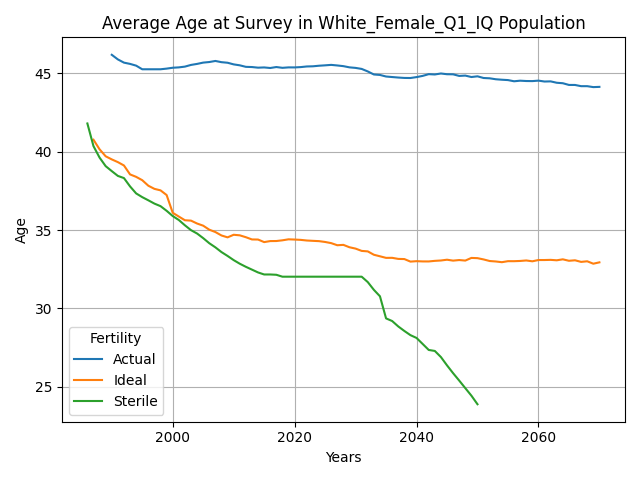 Average Age at Survey in White_Female_Q1_IQ Population
Age
45
40
35
30
25
Fertility
Actual
Ideal
Sterile
2000 2020 2040 2060
Years